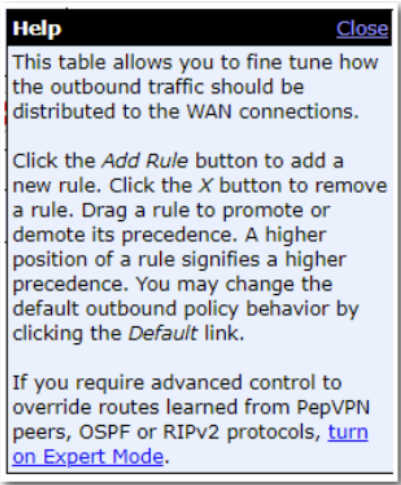 Help Close
This table allows you to fine tune how
the outbound traffic should be
distributed to the WAN connections.
Click the Add Rule button to add a
new rule. Click the X button to remove
a rule. Drag a rule to promote or
demote its precedence. A higher
position of a rule signifies a higher
precedence. You may change the
default outbound policy behavior by
clicking the Default link.
If you require advanced control to
override routes learned from PepVPN
peers, OSPF or RIPv2 protocols, turn
on Expert Mode.